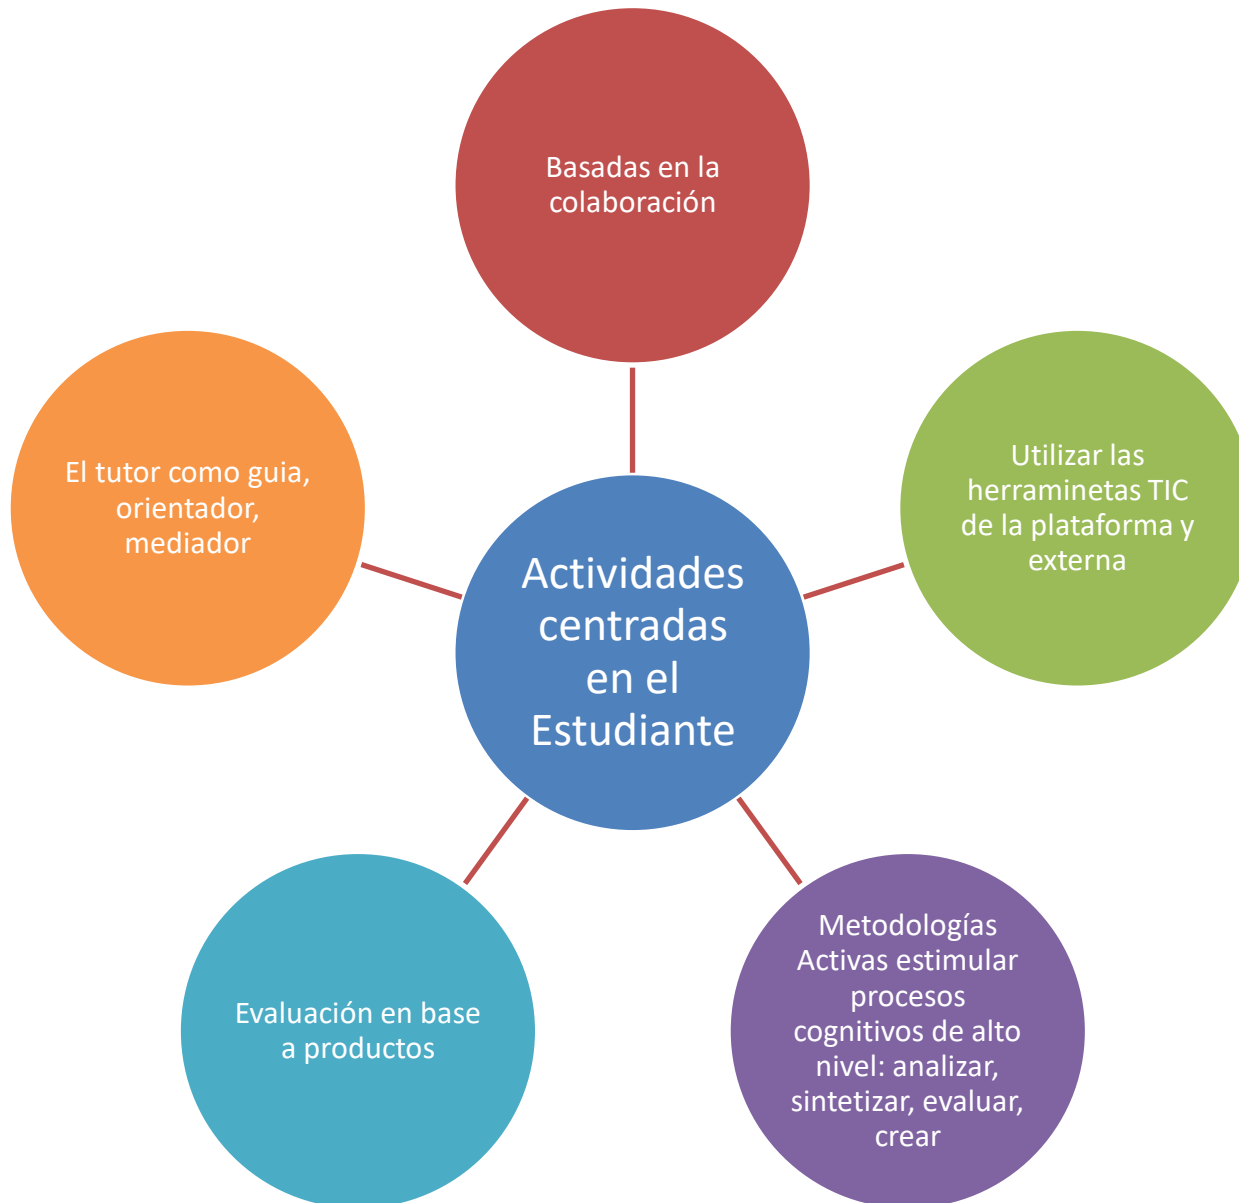 Basadas en la
colaboración
El tutor como guia,
orientador,
mediador
Utilizar las
herraminetas TIC
de la plataforma y
externa
Actividades
centradas
en el
Estudiante
Evaluación en base
a productos
Metodologías
Activas estimular
procesos
cognitivos de alto
nivel: analizar,
sintetizar, evaluar,
crear